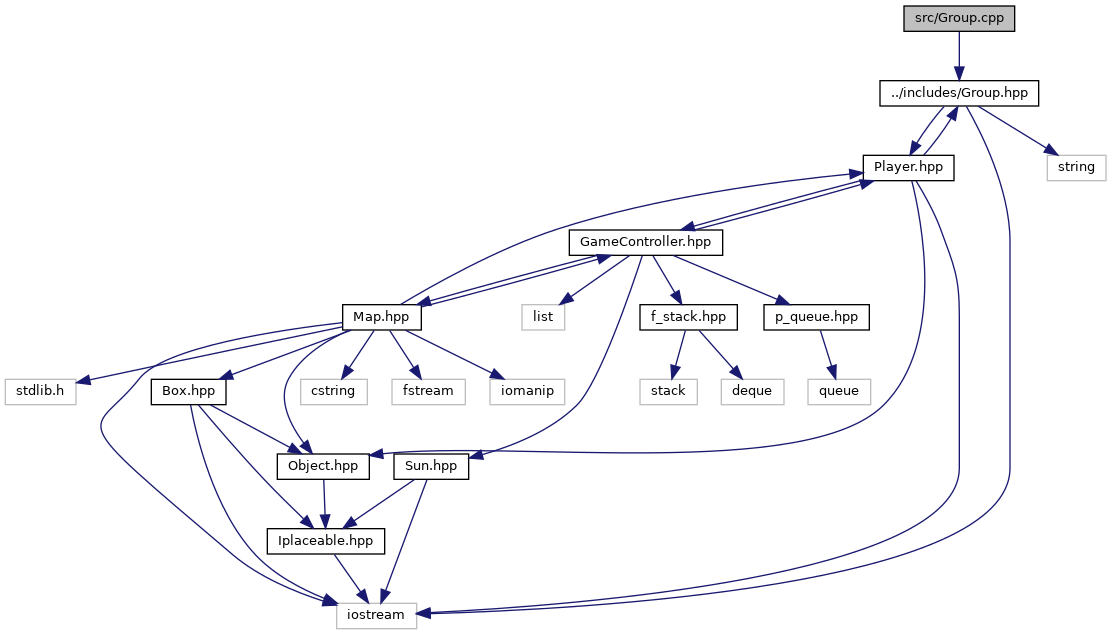 src/Group.cpp
../includes/Group.hpp
Player.hpp
string
GameController.hpp
Map.hpp
list
f_stack.hpp
p_queue.hpp
stdlib.h
Box.hpp
cstring
fstream
iomanip
stack
deque
queue
Object.hpp
Sun.hpp
Iplaceable.hpp
iostream